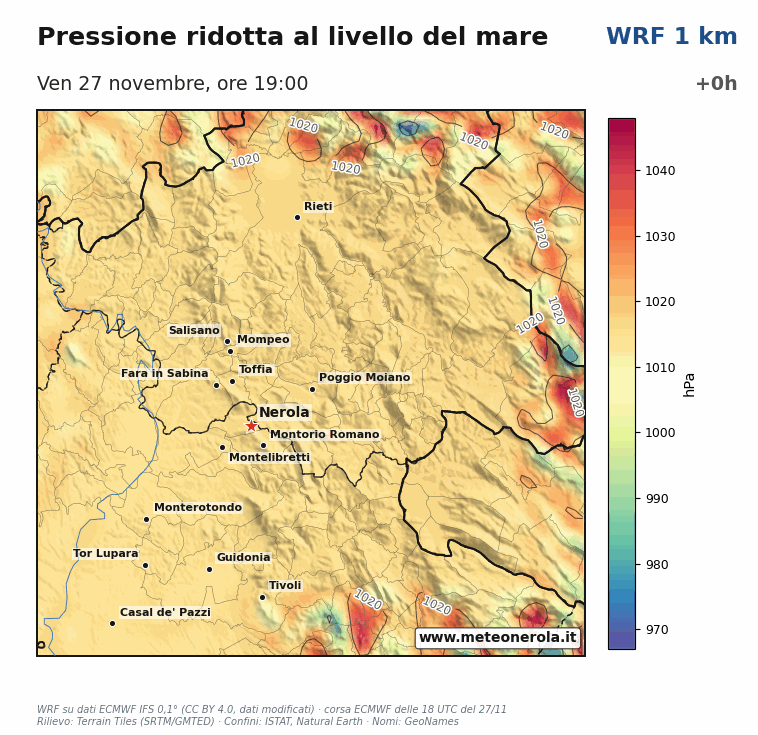 Pressione ridotta al livello del mare
WRF 1 km
Ven 27 novembre, ore 19:00
+0h
1020
1020
1020
1020
1020
1020
1020
1020
1020
1020
1020
Rieti
Salisano
Mompeo
Fara in Sabina
Toffia
Poggio Moiano
Nerola
Montorio Romano
Montelibretti
Monterotondo
Tor Lupara
Guidonia
Tivoli
Casal de' Pazzi
www.meteonerola.it
1040
1030
1020
1010
1000
990
980
970
hPa
WRF su dati ECMWF IFS 0,1° (CC BY 4.0, dati modificati) · corsa ECMWF delle 18 UTC del 27/11
Rilievo: Terrain Tiles (SRTM/GMTED) · Confini: ISTAT, Natural Earth · Nomi: GeoNames